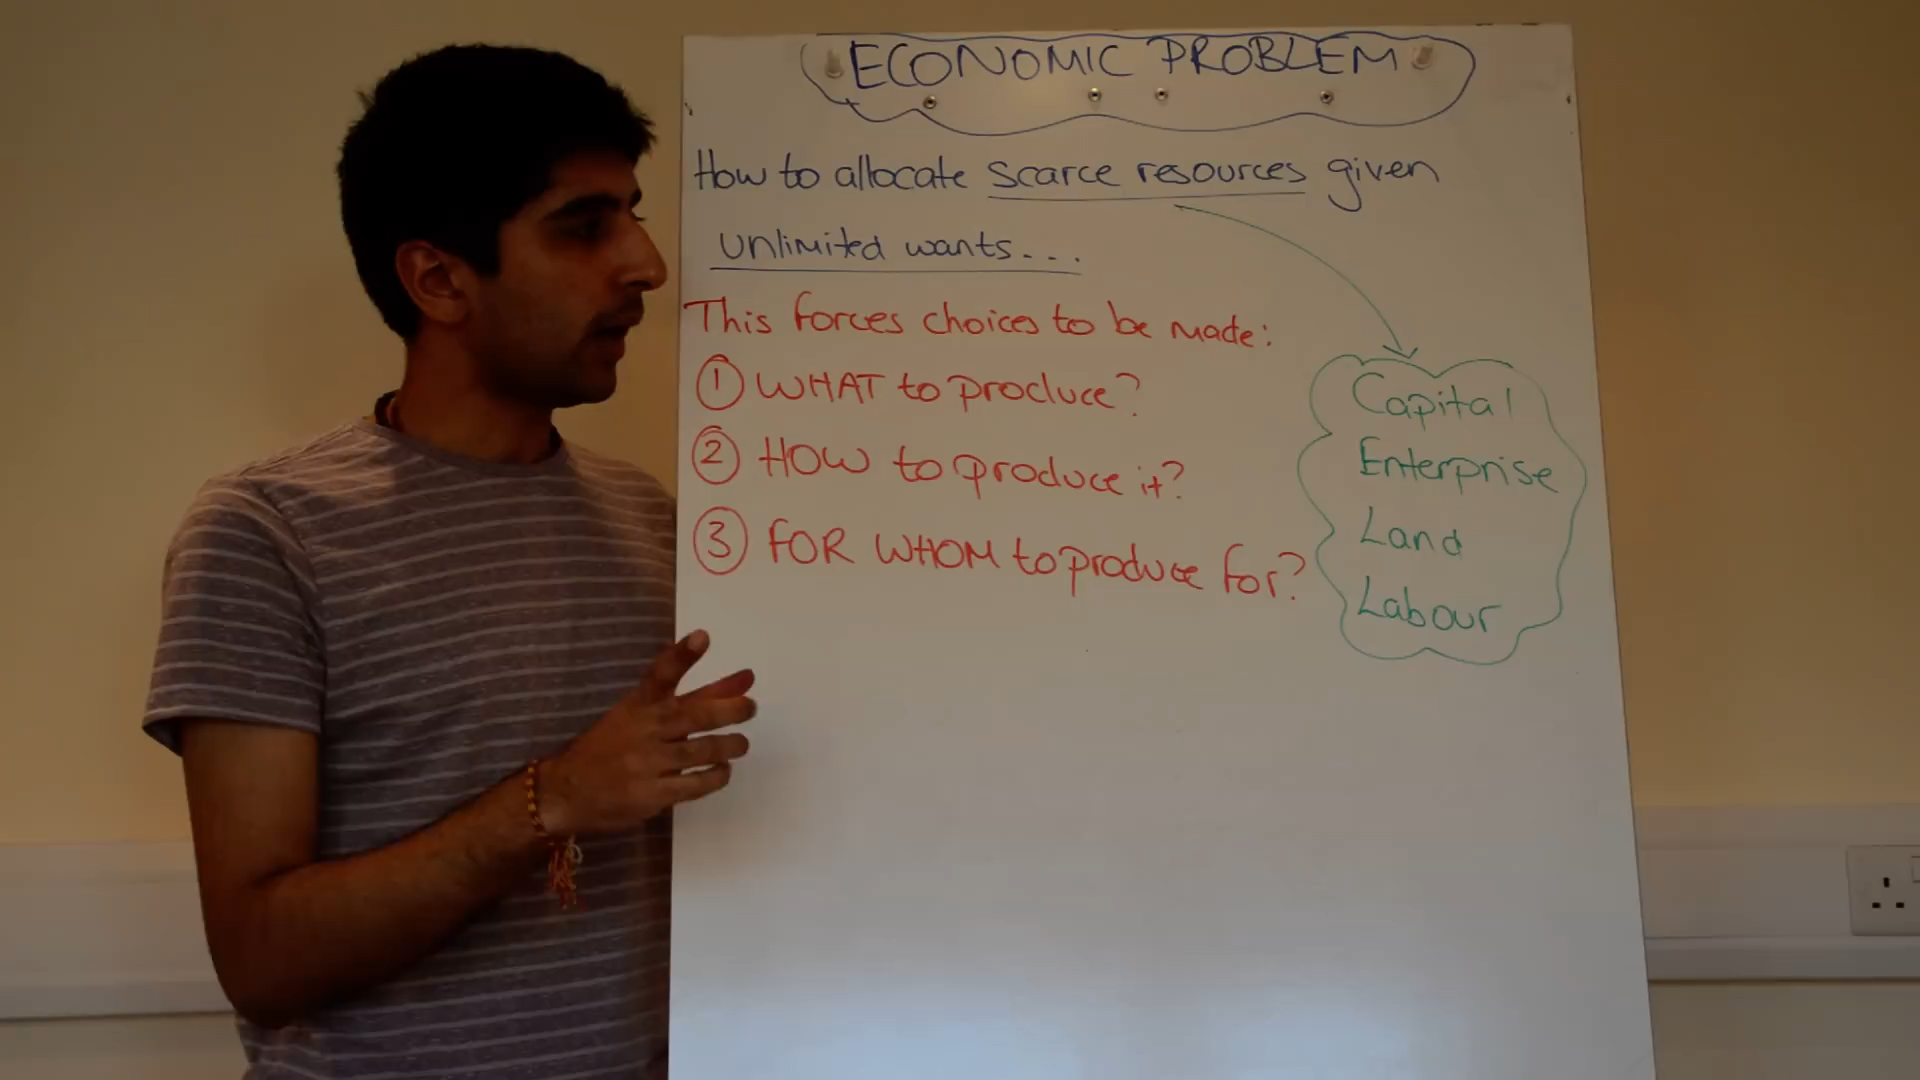 ECONOMIC PROBLEM
How to allocate scarce resources given
unlimited wants...
This forces choices to be made:
1 WHAT to produce?
2 HOW to produce it?
3 FOR WHOM to produce for?
Capital
Enterprise
Land
Labour